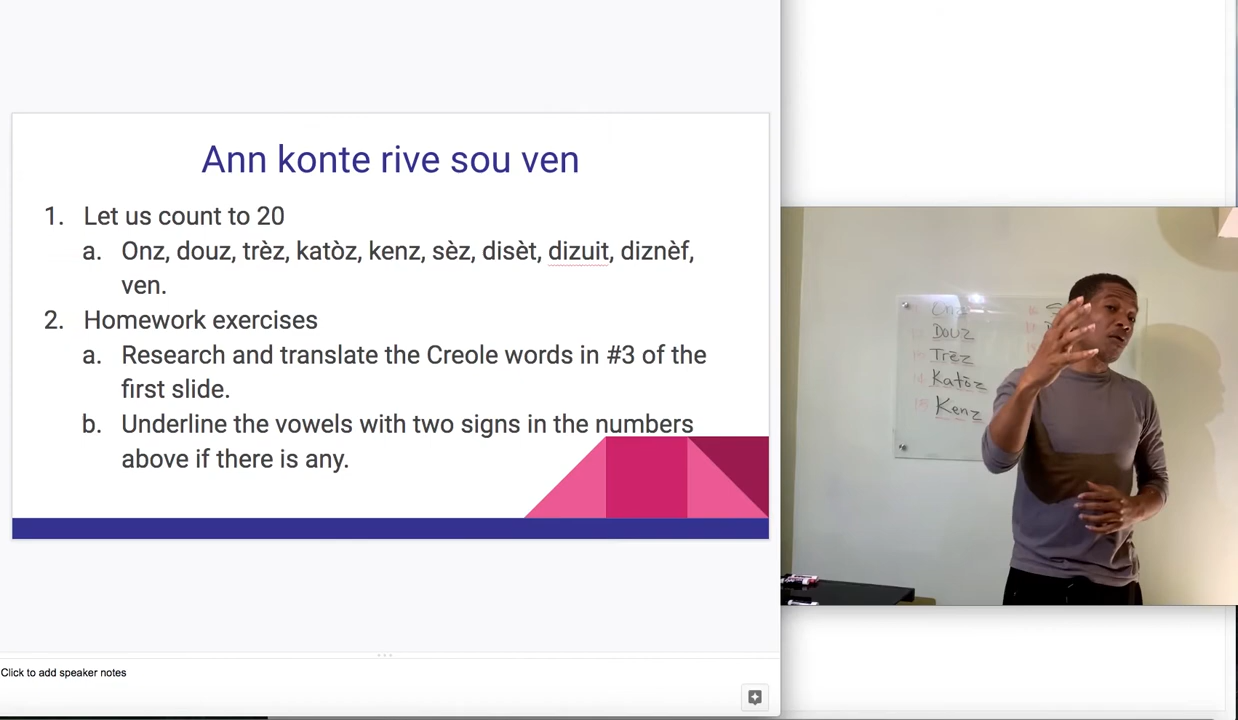 Ann konte rive sou ven
1. Let us count to 20
a. Onz, douz, trèz, katòz, kenz, sèz, disèt, dizuit, diznèf,
ven.
2. Homework exercises
a. Research and translate the Creole words in #3 of the
first slide.
b. Underline the vowels with two signs in the numbers
above if there is any.
Click to add speaker notes
Onz
Douz
Trèz
Katòz
Kenz